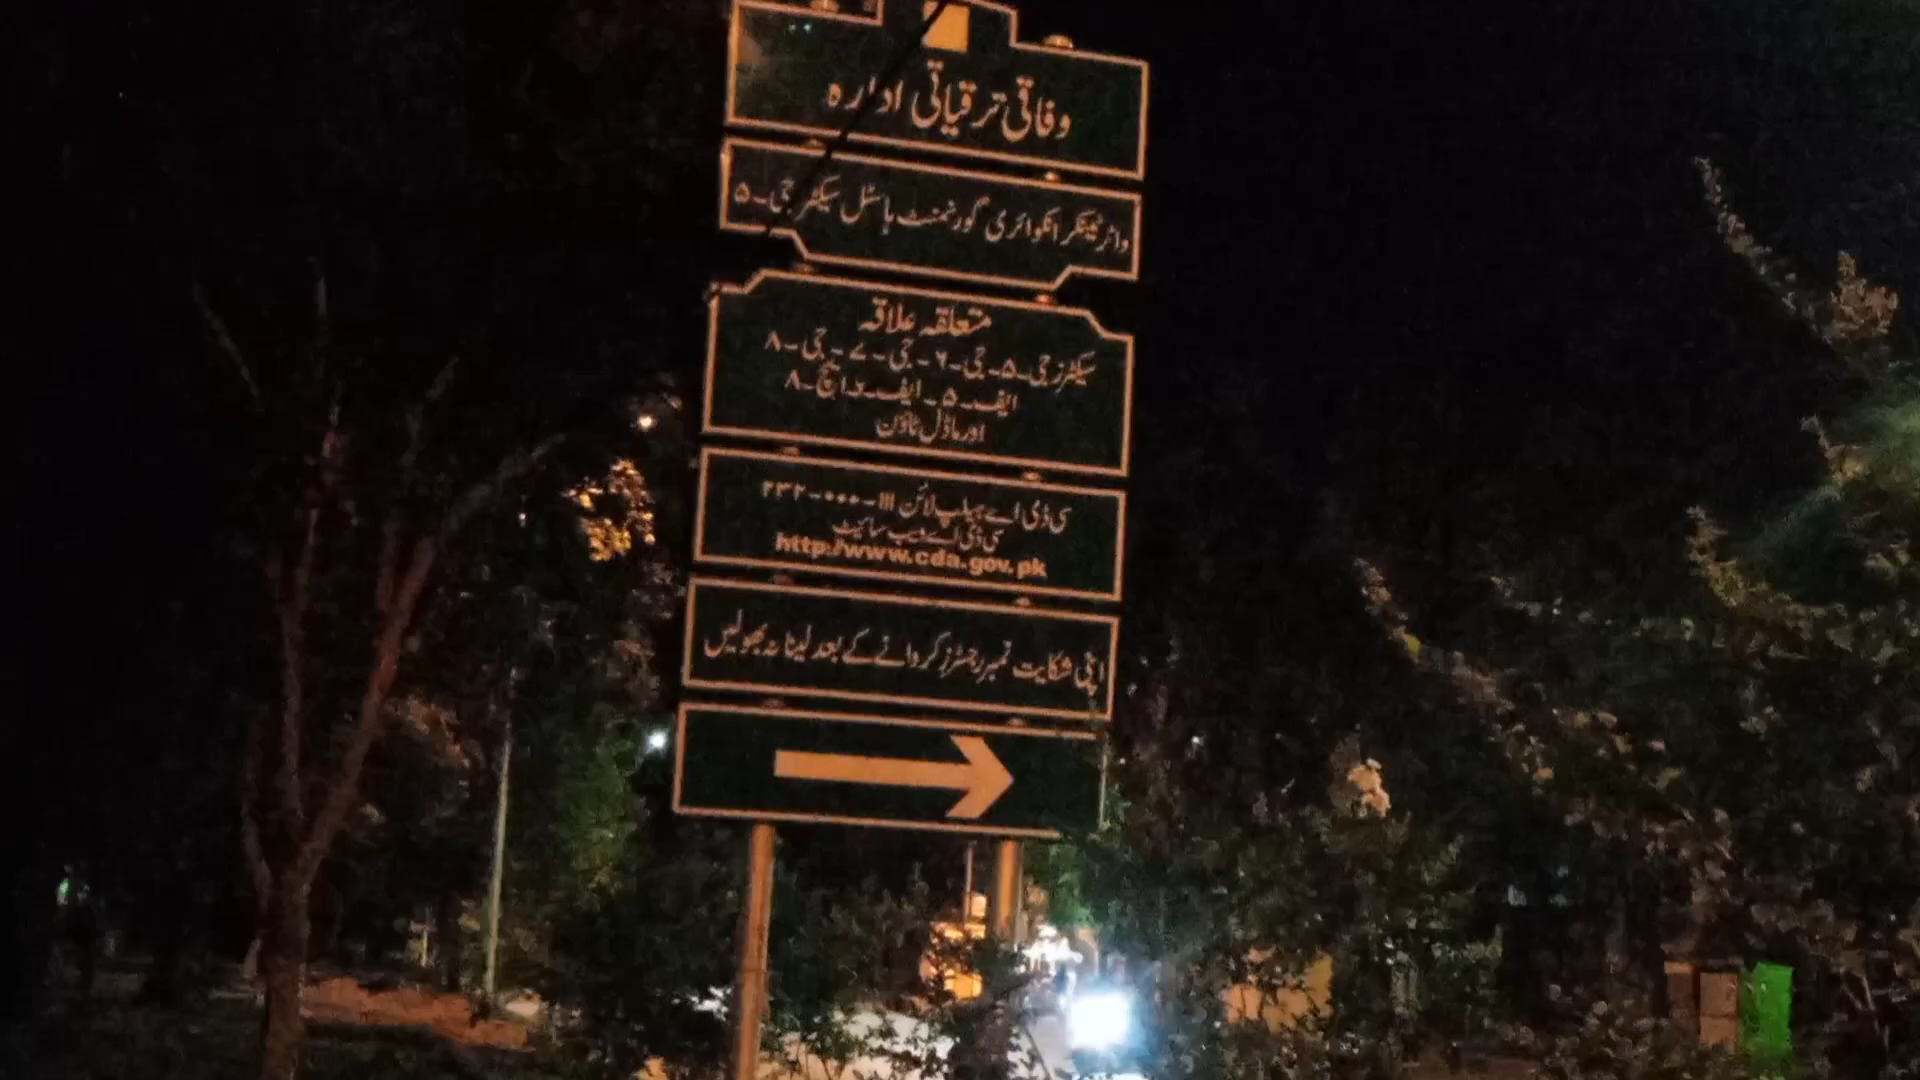 وفاقی ترقیاتی ادارہ
واٹر ٹینکر انکوائری گورنمنٹ ہاسٹل سیکٹر جی۔۵
متعلقہ علاقہ
سیکٹرز جی۔۵۔جی۔۶۔جی۔۷۔جی۔۸
ایف۔۵۔ایف۔ ایچ۔۸
اور ماڈل ٹاؤن
سی ڈی اے ہیلپ لائن ۱۱۱-۰۰۰-۲۳۲
سی ڈی اے ویب سائیٹ
http://www.cda.gov.pk
اپنی شکایت نمبر رجسٹرز کروانے کے بعد لینا نہ بھولیں